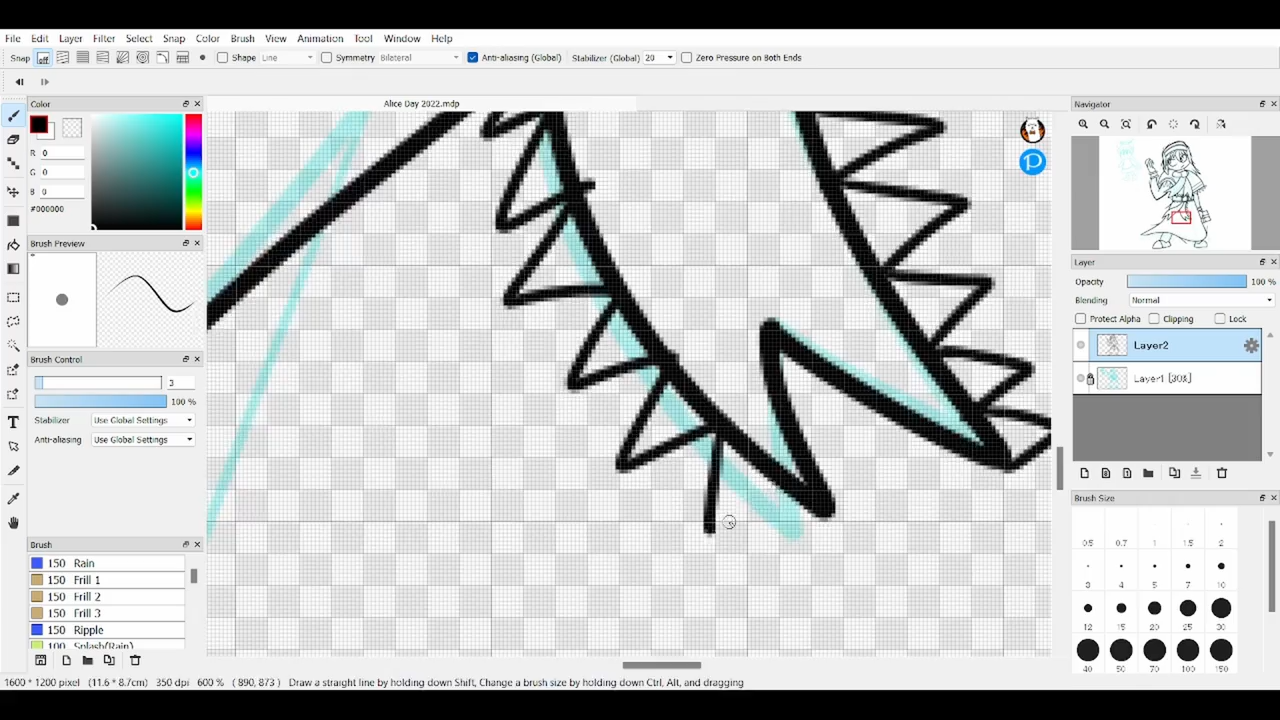 File Edit Layer Filter Select Snap Color Brush View Animation Tool Window Help
Snap off Shape Line Symmetry Bilateral Anti-aliasing (Global) Stabilizer (Global) 20 Zero Pressure on Both Ends
Color
Alice Day 2022.mdp
Navigator
R 0
G 0
B 0
#000000
Brush Preview
Layer
Opacity 100 %
Blending Normal
Protect Alpha Clipping Lock
Layer2
Layer1 [30%]
Brush Control
3
100 %
Stabilizer Use Global Settings
Anti-aliasing Use Global Settings
Brush Size
0.5 0.7 1 1.5 2
3 4 5 7 10
12 15 20 25 30
40 50 70 100 150
Brush
150 Rain
150 Frill 1
150 Frill 2
150 Frill 3
150 Ripple
100 Splash(Rain)
1600 * 1200 pixel (11.6 * 8.7cm) 350 dpi 600 % ( 890, 873 ) Draw a straight line by holding down Shift, Change a brush size by holding down Ctrl, Alt, and dragging